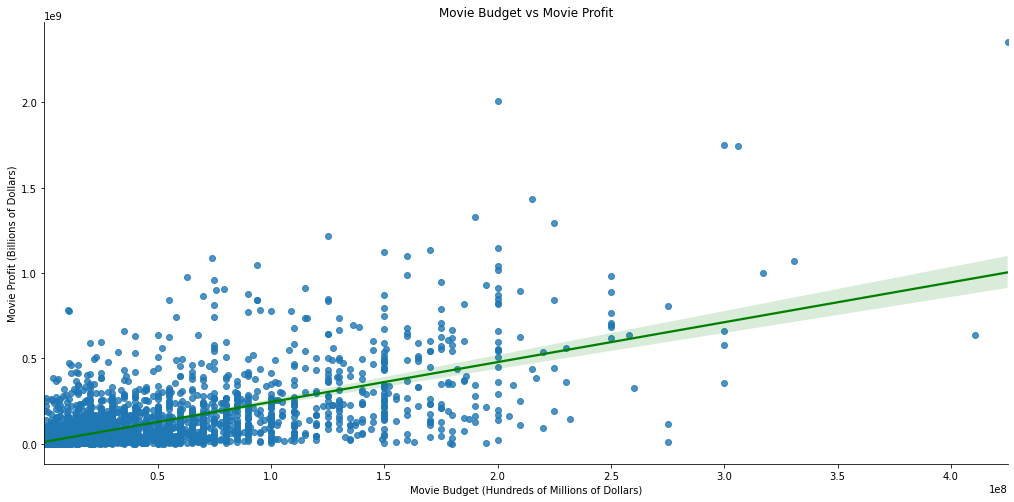 Movie Budget vs Movie Profit
1e9
2.0
1.5
1.0
0.5
0.0
Movie Profit (Billions of Dollars)
0.5 1.0 1.5 2.0 2.5 3.0 3.5 4.0
1e8
Movie Budget (Hundreds of Millions of Dollars)